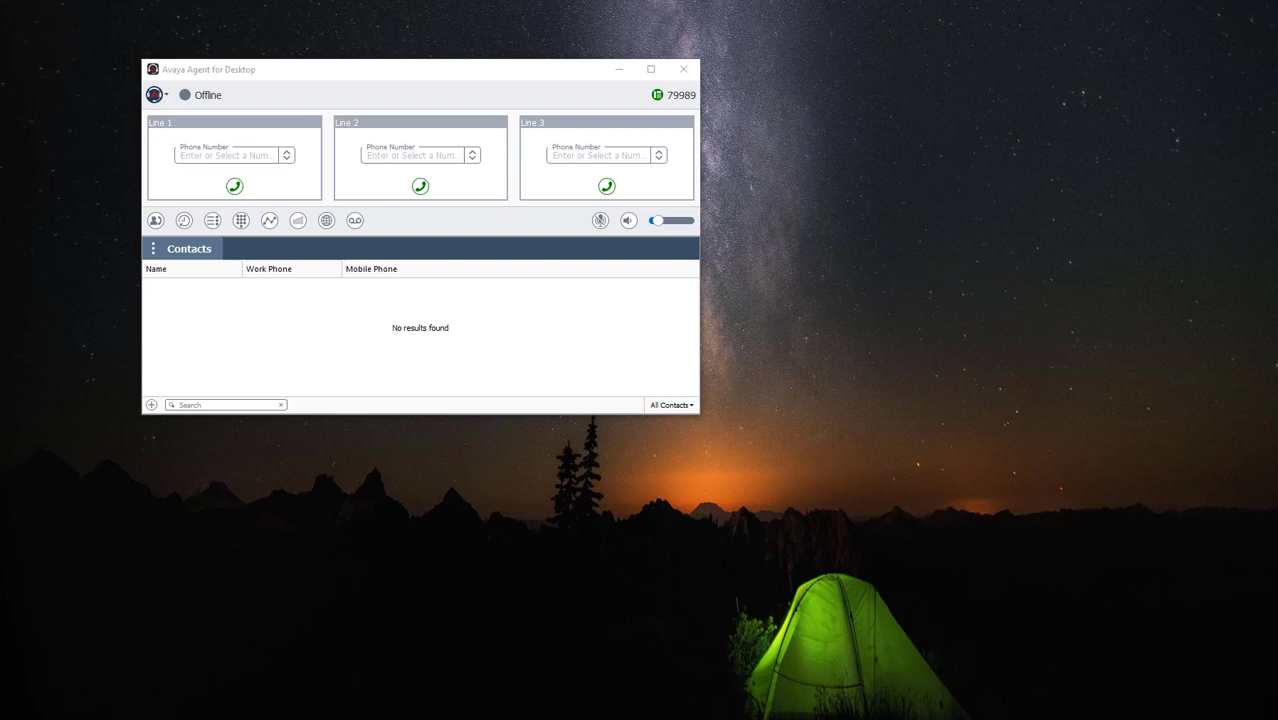 Avaya Agent for Desktop
Offline
79989
Line 1
Line 2
Line 3
Phone Number
Enter or Select a Num...
Phone Number
Enter or Select a Num...
Phone Number
Enter or Select a Num...
Contacts
Name
Work Phone
Mobile Phone
No results found
Search
All Contacts